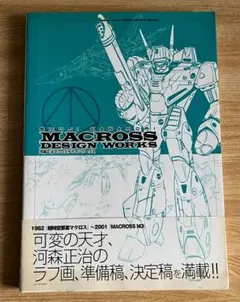 MACROSS
DESIGN WORKS
1982「超時空要塞マクロス」～2001「MACROSS M3」
可変の天才、
河森正治の
ラフ画、準備稿、決定稿を満載!!